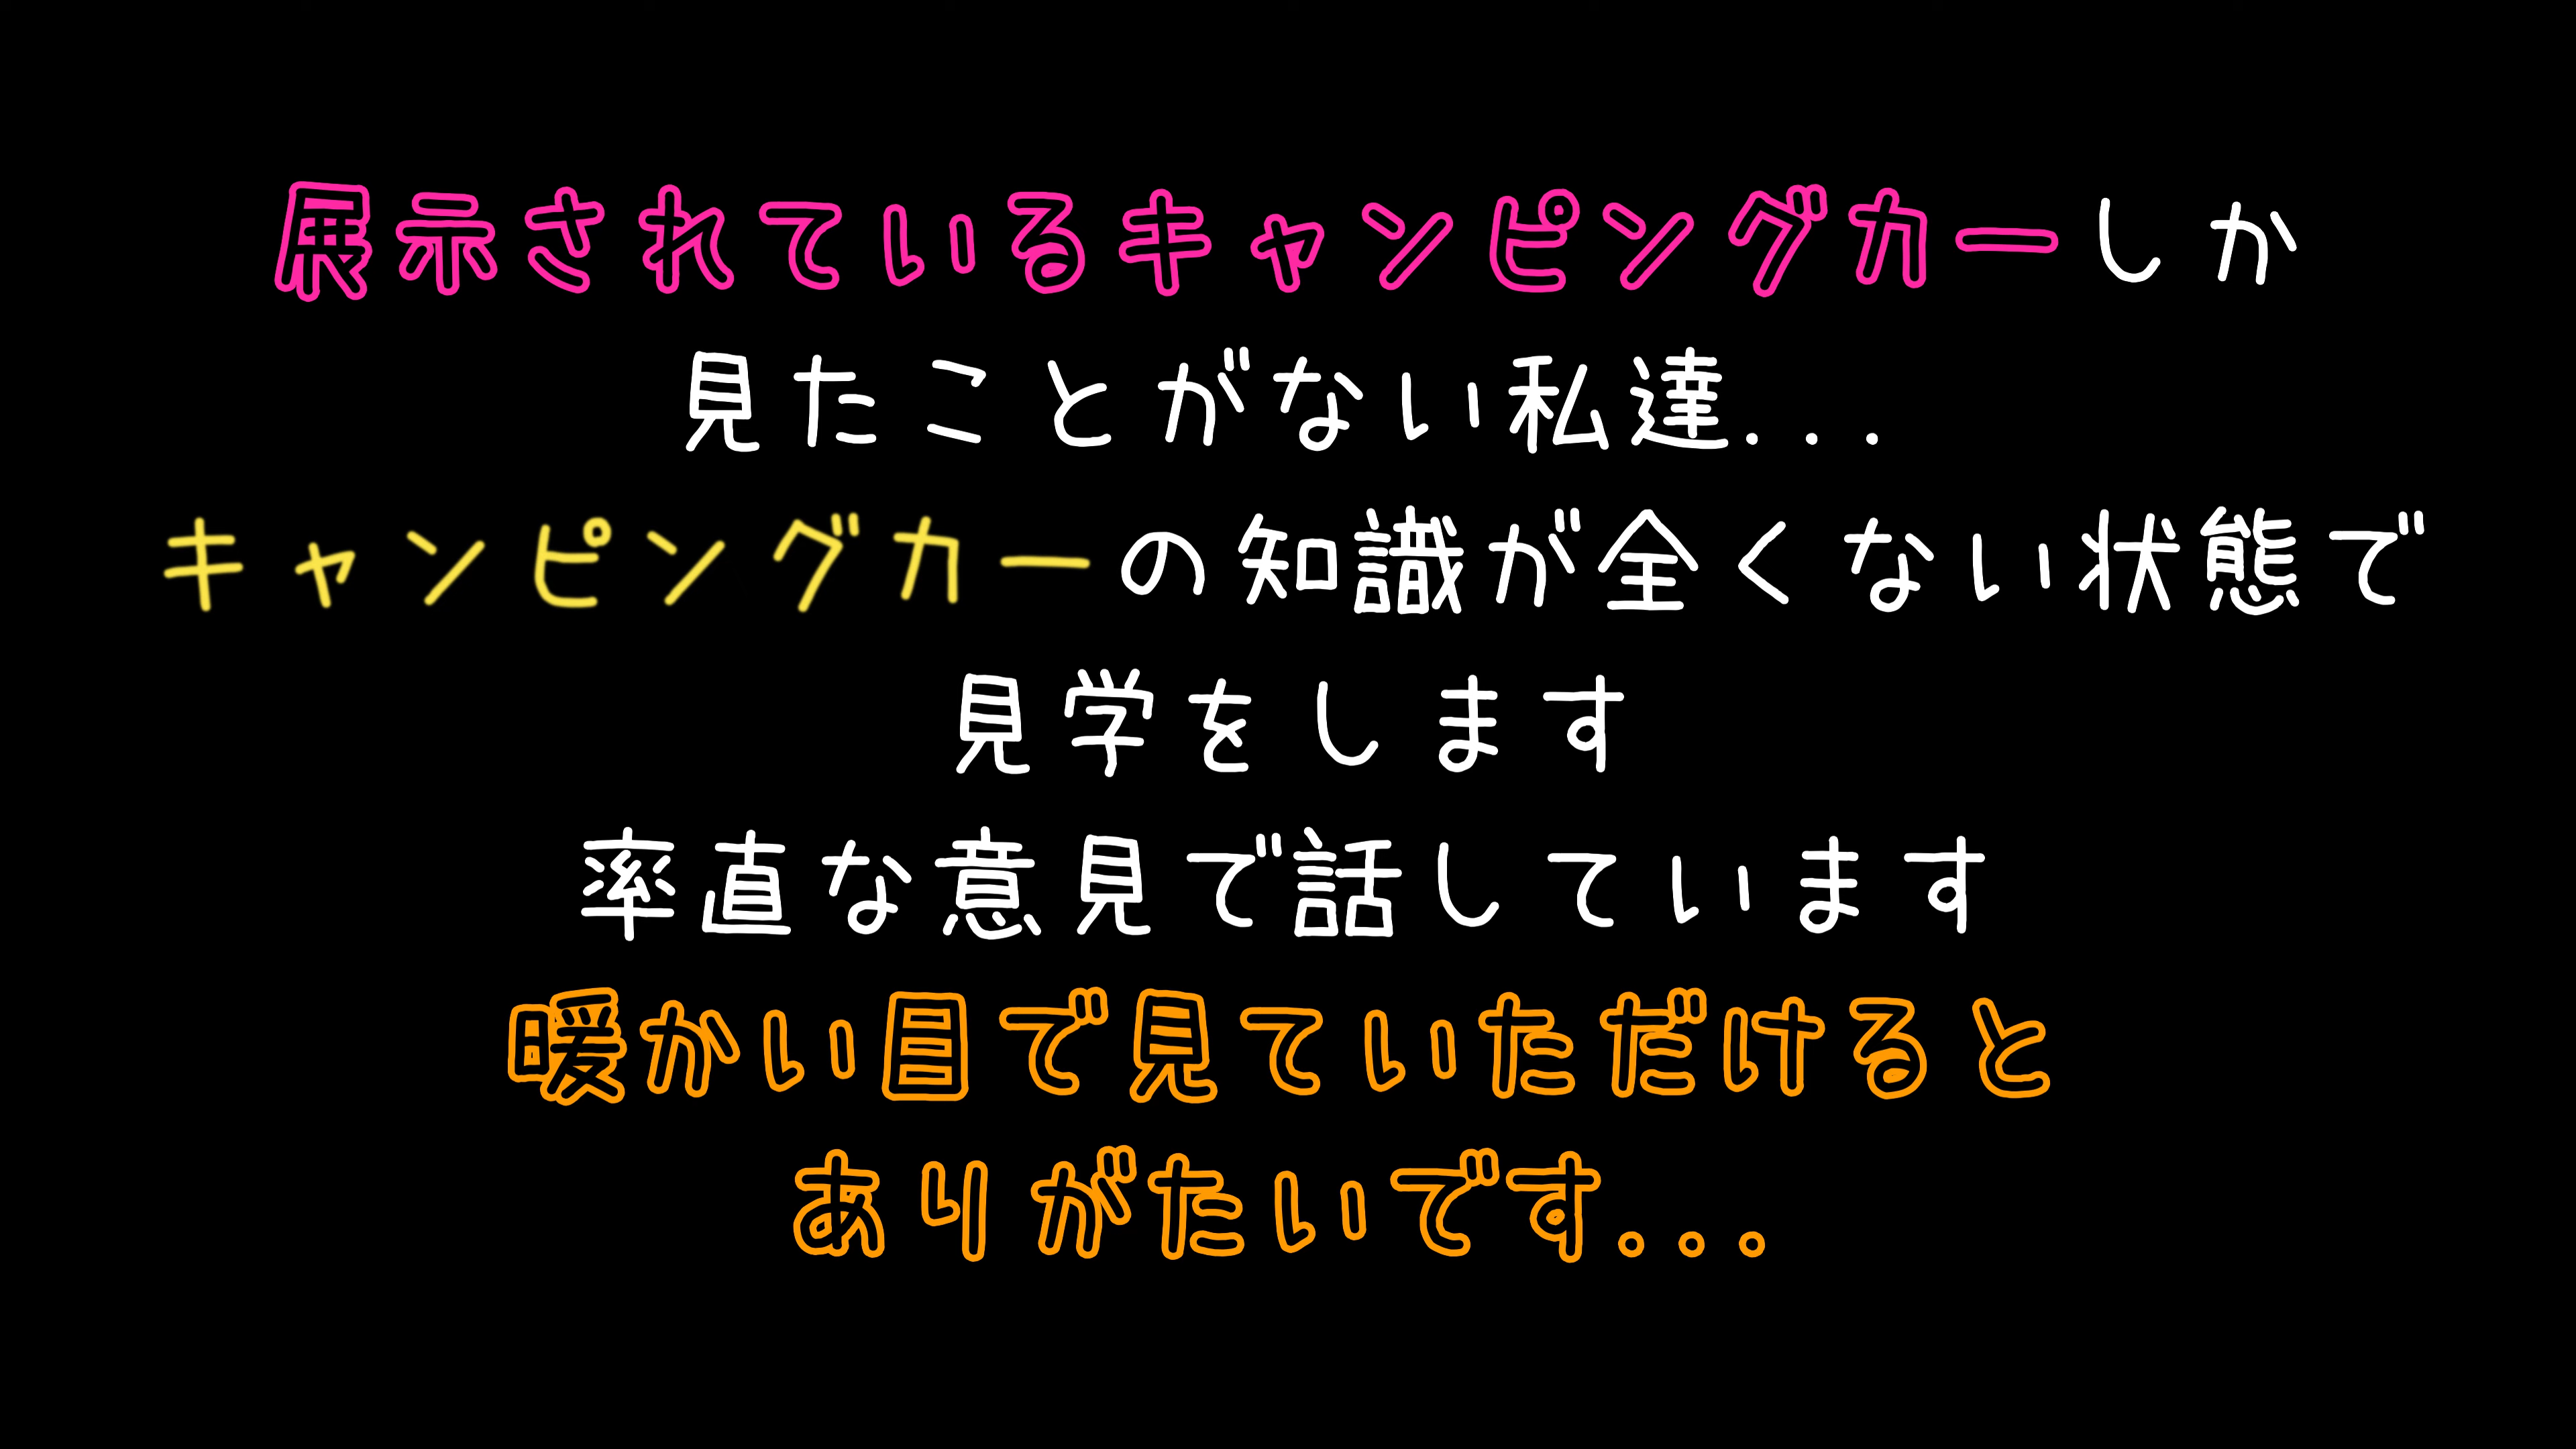 展示されているキャンピングカーしか
見たことがない私達...
キャンピングカーの知識が全くない状態で
見学をします
率直な意見で話しています
暖かい目で見ていただけると
ありがたいです...